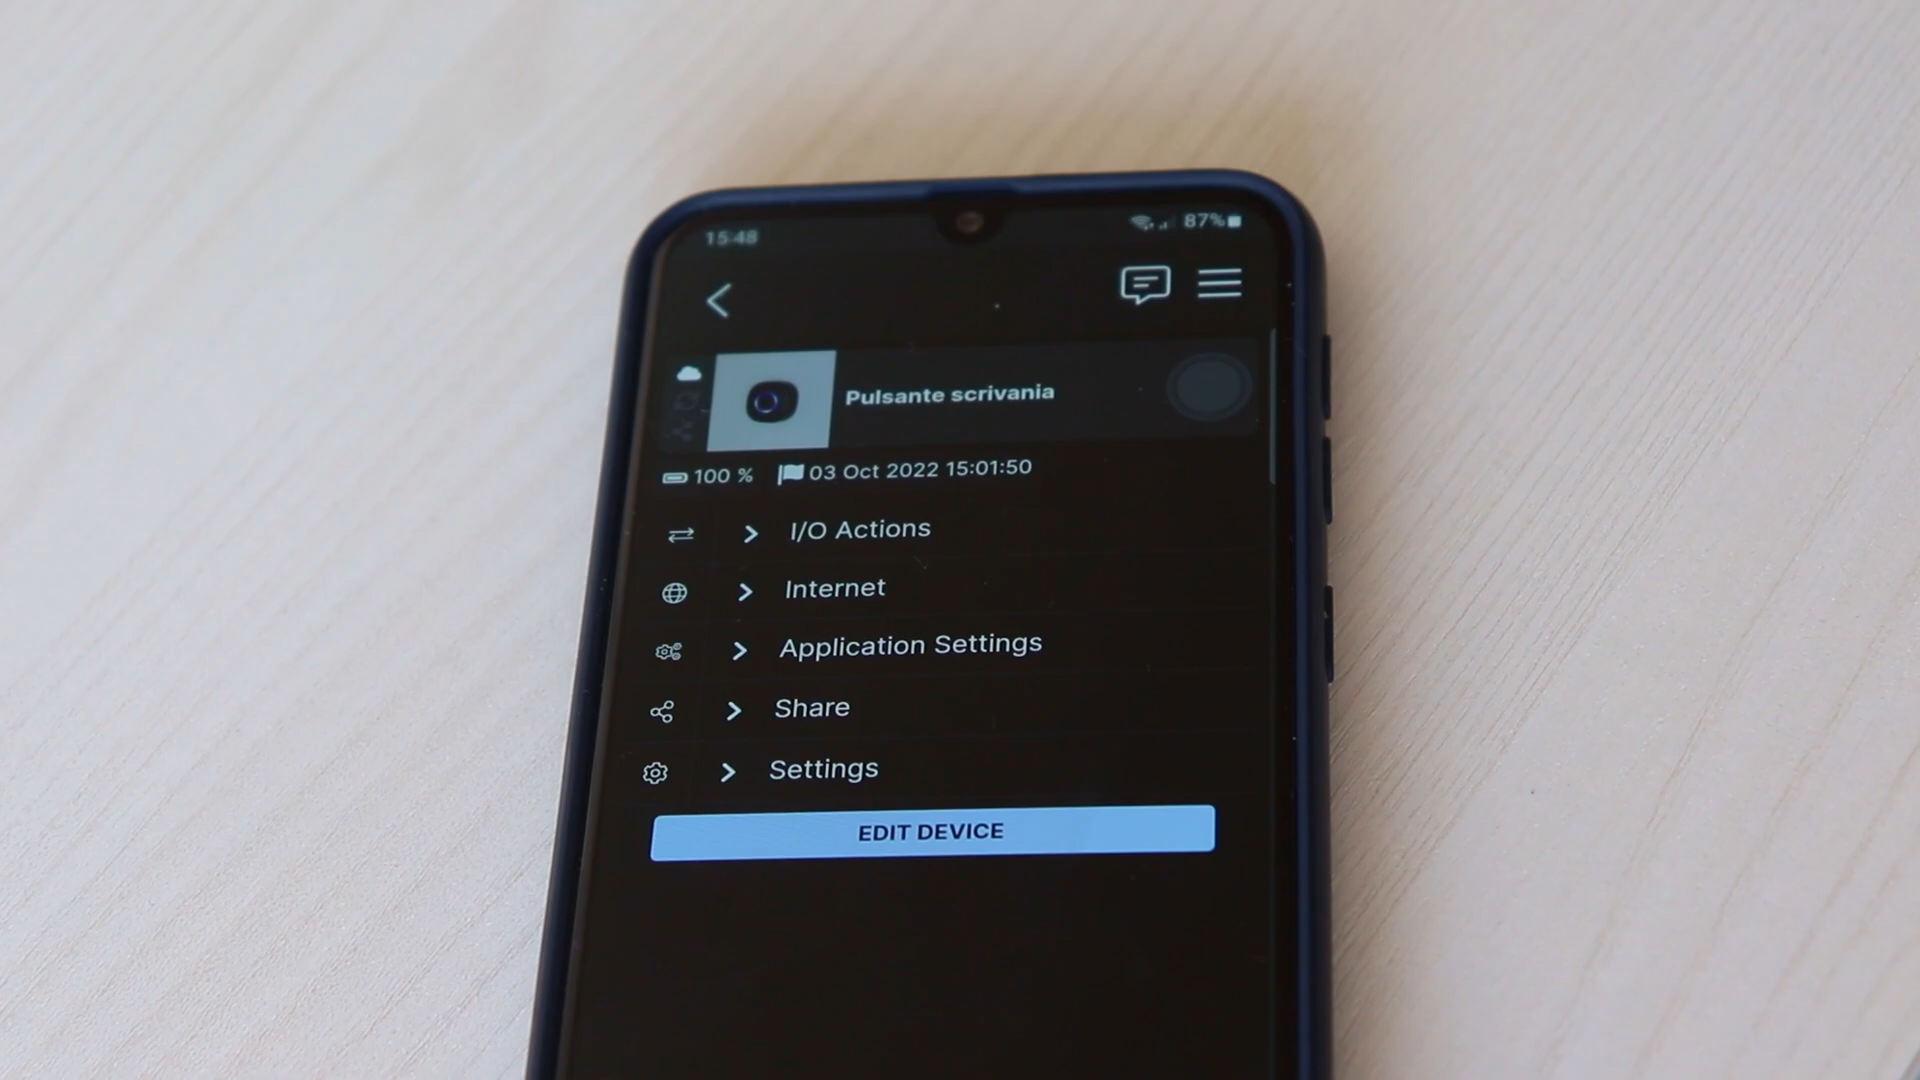 15:48
87%
Pulsante scrivania
100 % 03 Oct 2022 15:01:50
I/O Actions
Internet
Application Settings
Share
Settings
EDIT DEVICE